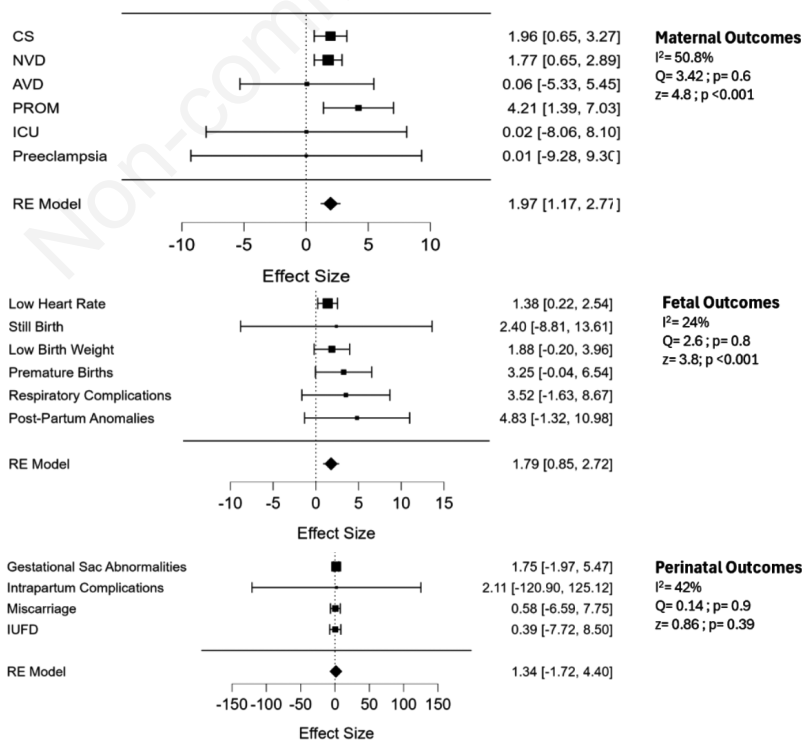 Non-com
CS 1.96 [0.65, 3.27]
NVD 1.77 [0.65, 2.89]
AVD 0.06 [-5.33, 5.45]
PROM 4.21 [1.39, 7.03]
ICU 0.02 [-8.06, 8.10]
Preeclampsia 0.01 [-9.28, 9.30]
RE Model 1.97 [1.17, 2.77]
-10 -5 0 5 10
Effect Size
Maternal Outcomes
I²= 50.8%
Q= 3.42 ; p= 0.6
z= 4.8 ; p <0.001
Low Heart Rate 1.38 [0.22, 2.54]
Still Birth 2.40 [-8.81, 13.61]
Low Birth Weight 1.88 [-0.20, 3.96]
Premature Births 3.25 [-0.04, 6.54]
Respiratory Complications 3.52 [-1.63, 8.67]
Post-Partum Anomalies 4.83 [-1.32, 10.98]
RE Model 1.79 [0.85, 2.72]
-10 -5 0 5 10 15
Effect Size
Fetal Outcomes
I²= 24%
Q= 2.6 ; p= 0.8
z= 3.8; p <0.001
Gestational Sac Abnormalities 1.75 [-1.97, 5.47]
Intrapartum Complications 2.11 [-120.90, 125.12]
Miscarriage 0.58 [-6.59, 7.75]
IUFD 0.39 [-7.72, 8.50]
RE Model 1.34 [-1.72, 4.40]
-150 -100 -50 0 50 100 150
Effect Size
Perinatal Outcomes
I²= 42%
Q= 0.14 ; p= 0.9
z= 0.86 ; p= 0.39